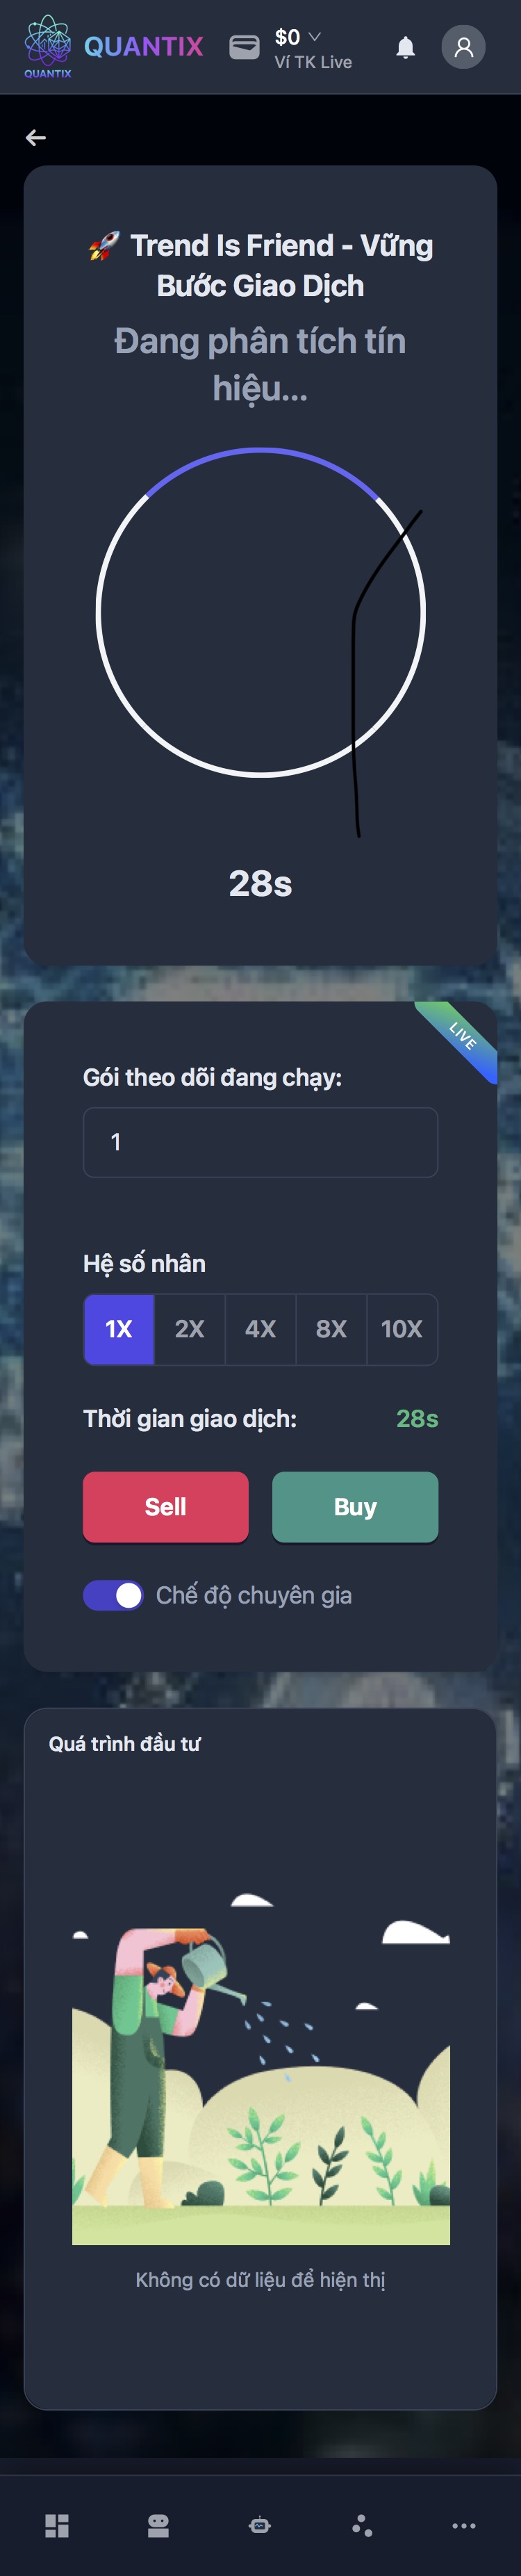 QUANTIX
QUANTIX
$0
Ví TK Live
🚀 Trend Is Friend - Vững
Bước Giao Dịch
Đang phân tích tín
hiệu...
28s
LIVE
Gói theo dõi đang chạy:
1
Hệ số nhân
1X 2X 4X 8X 10X
Thời gian giao dịch: 28s
Sell Buy
Chế độ chuyên gia
Quá trình đầu tư
Không có dữ liệu để hiện thị